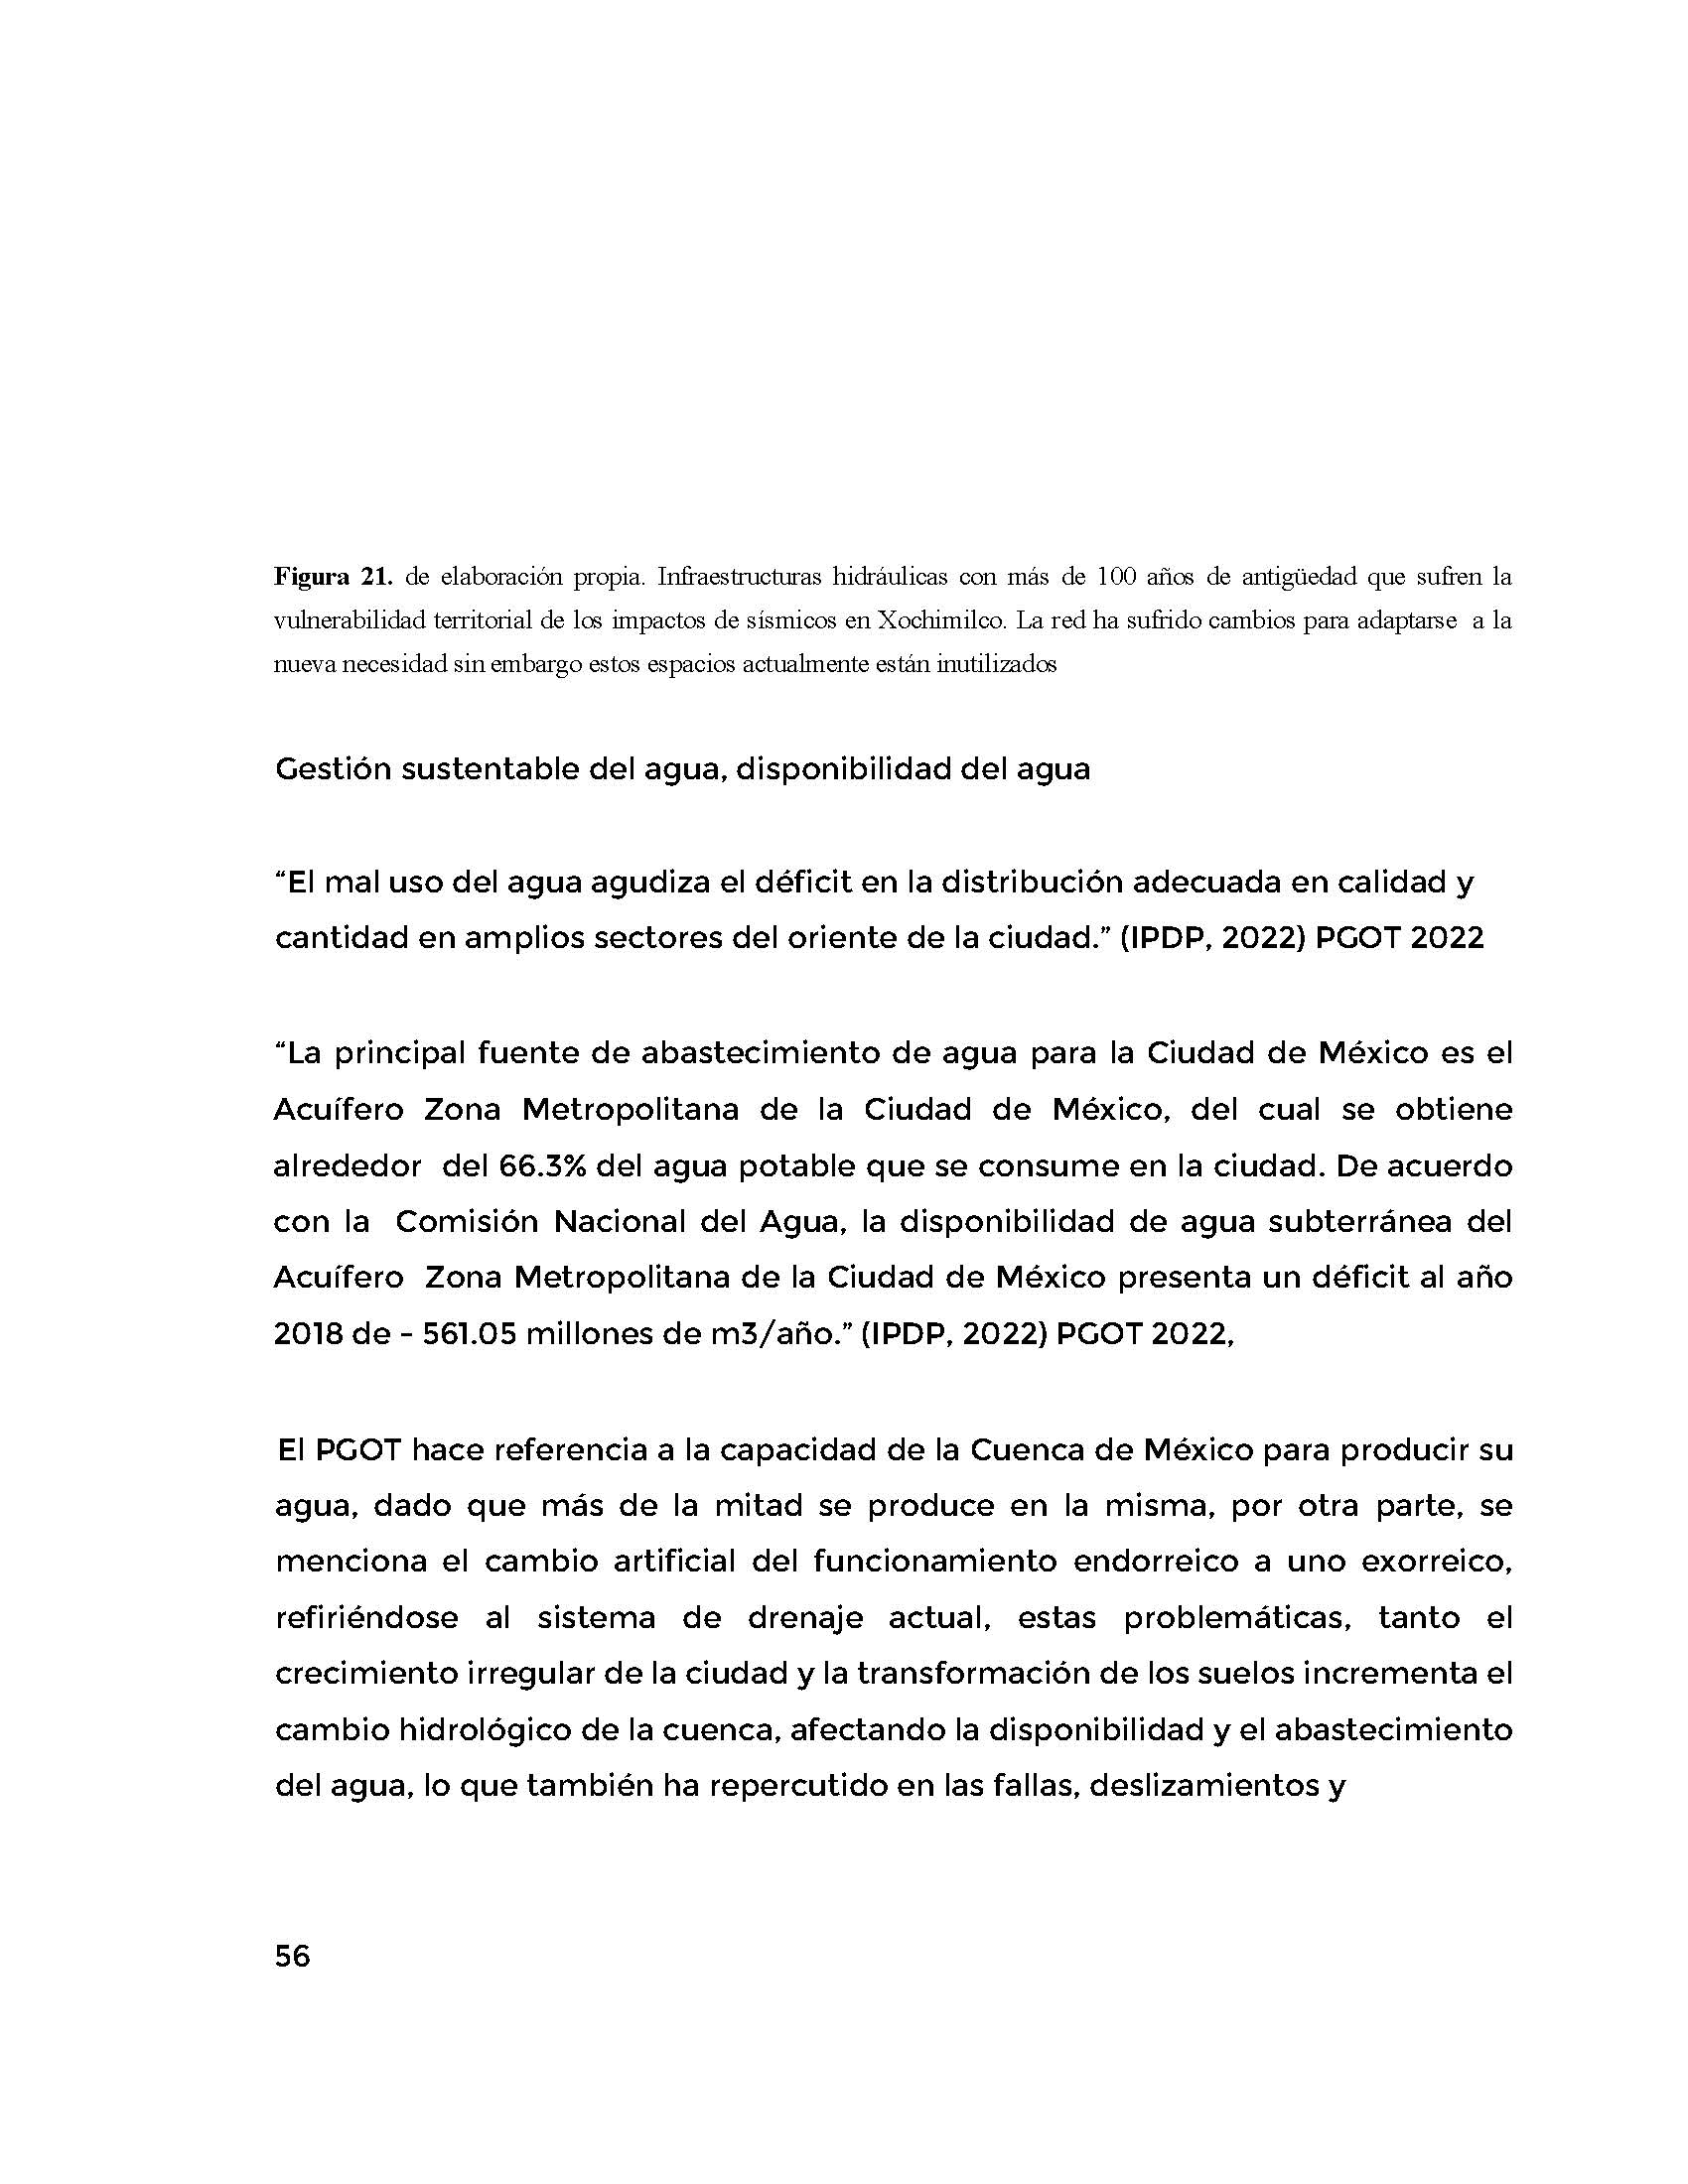 Figura 21. de elaboración propia. Infraestructuras hidráulicas con más de 100 años de antigüedad que sufren la
vulnerabilidad territorial de los impactos de sísmicos en Xochimilco. La red ha sufrido cambios para adaptarse a la
nueva necesidad sin embargo estos espacios actualmente están inutilizados
Gestión sustentable del agua, disponibilidad del agua
“El mal uso del agua agudiza el déficit en la distribución adecuada en calidad y
cantidad en amplios sectores del oriente de la ciudad.” (IPDP, 2022) PGOT 2022
“La principal fuente de abastecimiento de agua para la Ciudad de México es el
Acuífero Zona Metropolitana de la Ciudad de México, del cual se obtiene
alrededor del 66.3% del agua potable que se consume en la ciudad. De acuerdo
con la Comisión Nacional del Agua, la disponibilidad de agua subterránea del
Acuífero Zona Metropolitana de la Ciudad de México presenta un déficit al año
2018 de - 561.05 millones de m3/año.” (IPDP, 2022) PGOT 2022,
El PGOT hace referencia a la capacidad de la Cuenca de México para producir su
agua, dado que más de la mitad se produce en la misma, por otra parte, se
menciona el cambio artificial del funcionamiento endorreico a uno exorreico,
refiriéndose al sistema de drenaje actual, estas problemáticas, tanto el
crecimiento irregular de la ciudad y la transformación de los suelos incrementa el
cambio hidrológico de la cuenca, afectando la disponibilidad y el abastecimiento
del agua, lo que también ha repercutido en las fallas, deslizamientos y
56